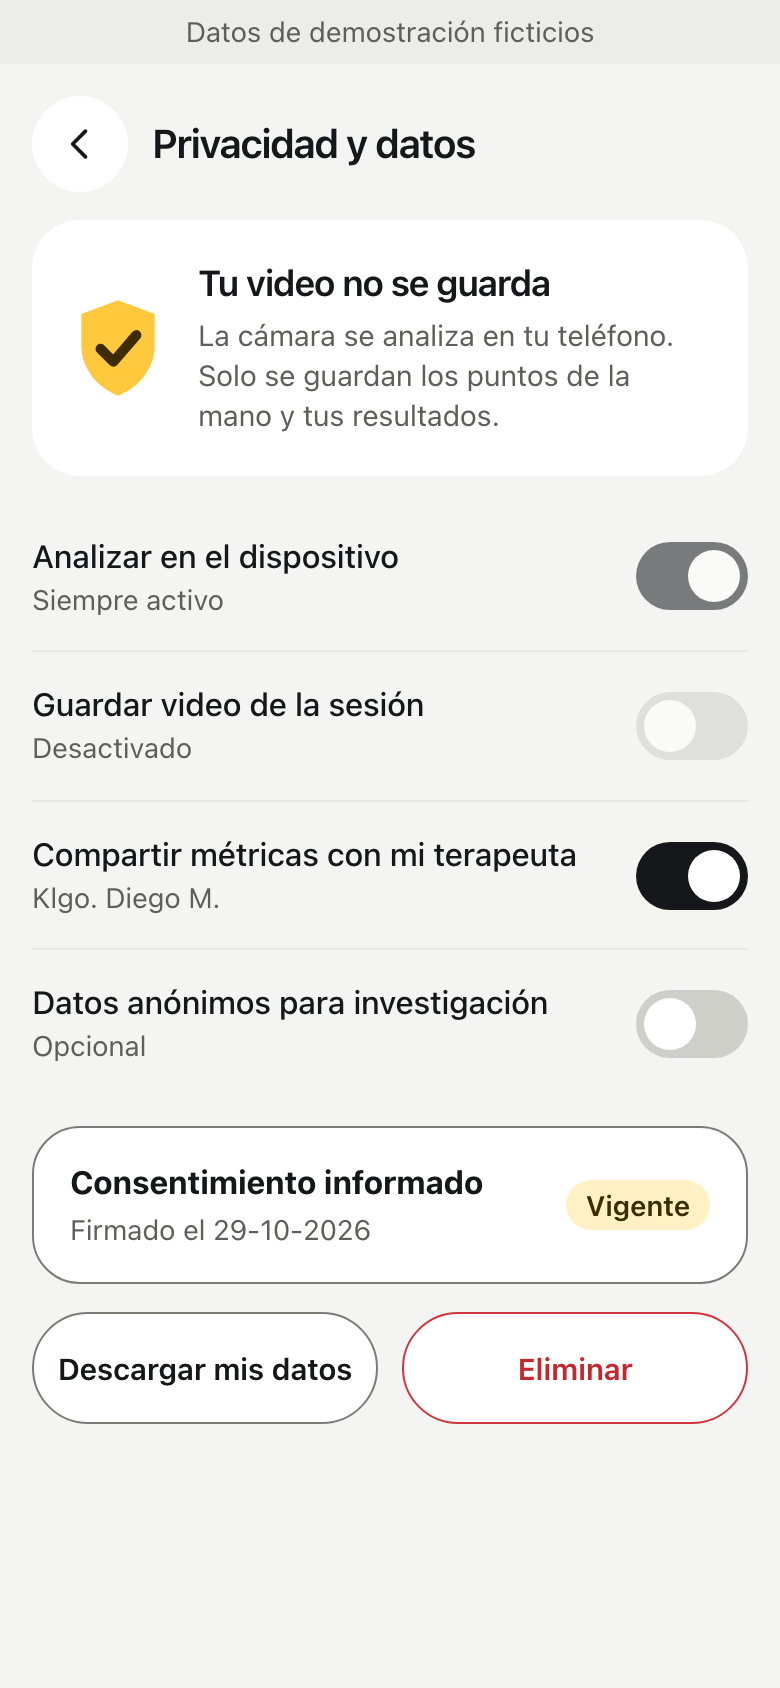 Datos de demostración ficticios
Privacidad y datos
Tu video no se guarda
La cámara se analiza en tu teléfono.
Solo se guardan los puntos de la
mano y tus resultados.
Analizar en el dispositivo
Siempre activo
Guardar video de la sesión
Desactivado
Compartir métricas con mi terapeuta
Klgo. Diego M.
Datos anónimos para investigación
Opcional
Consentimiento informado
Firmado el 29-10-2026
Vigente
Descargar mis datos
Eliminar